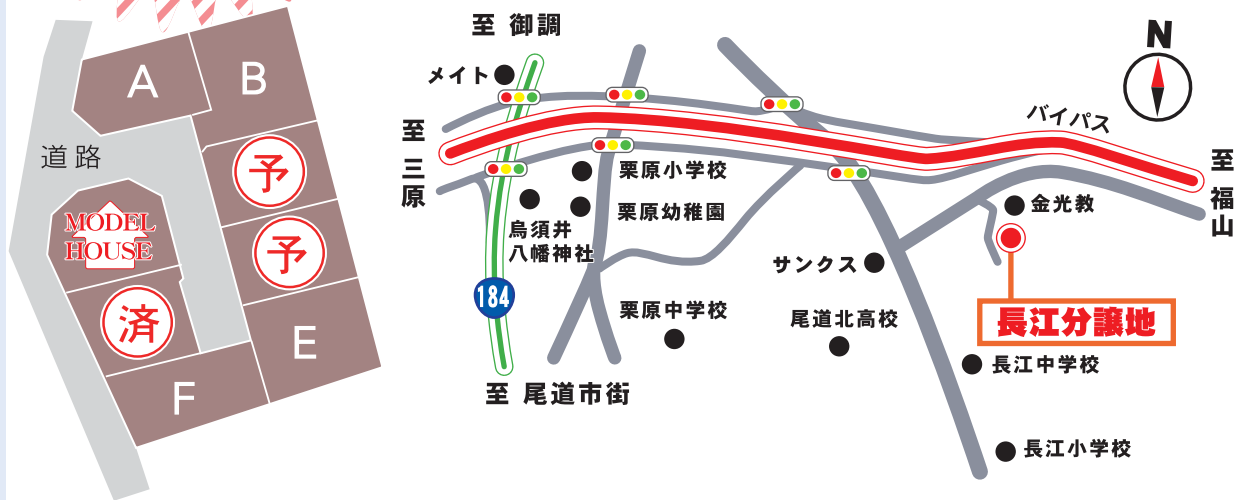 A
B
道路
予
MODEL
HOUSE
予
済
E
F
至 御調
メイト
N
バイパス
至 三原
至 福山
栗原小学校
栗原幼稚園
烏須井
八幡神社
金光教
サンクス
184
栗原中学校
尾道北高校
長江分譲地
長江中学校
至 尾道市街
長江小学校